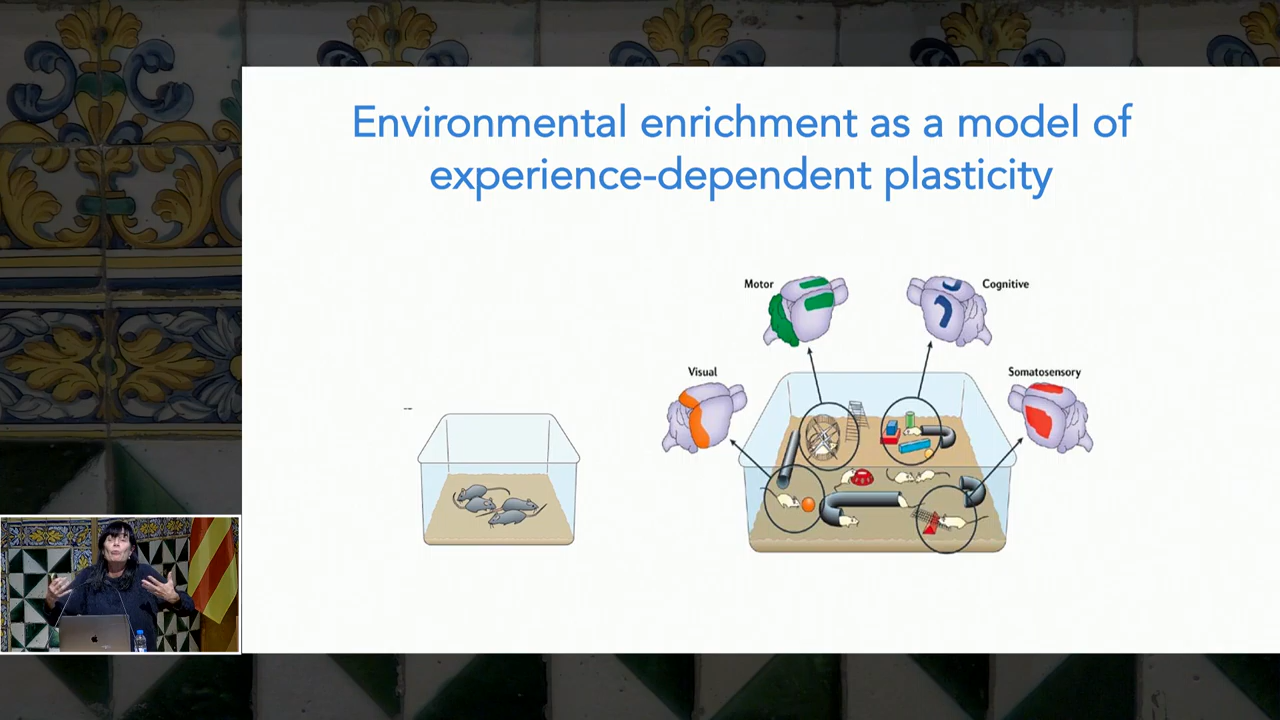 Environmental enrichment as a model of
experience-dependent plasticity
Motor
Cognitive
Visual
Somatosensory